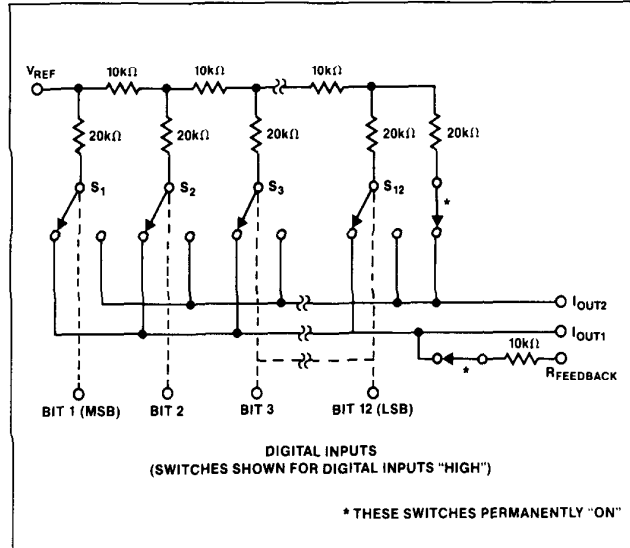 VREF
10kΩ
10kΩ
10kΩ
20kΩ
20kΩ
20kΩ
20kΩ
20kΩ
S1
S2
S3
S12
*
IOUT2
IOUT1
10kΩ
*
RFEEDBACK
BIT 1 (MSB)
BIT 2
BIT 3
BIT 12 (LSB)
DIGITAL INPUTS
(SWITCHES SHOWN FOR DIGITAL INPUTS "HIGH")
* THESE SWITCHES PERMANENTLY "ON"